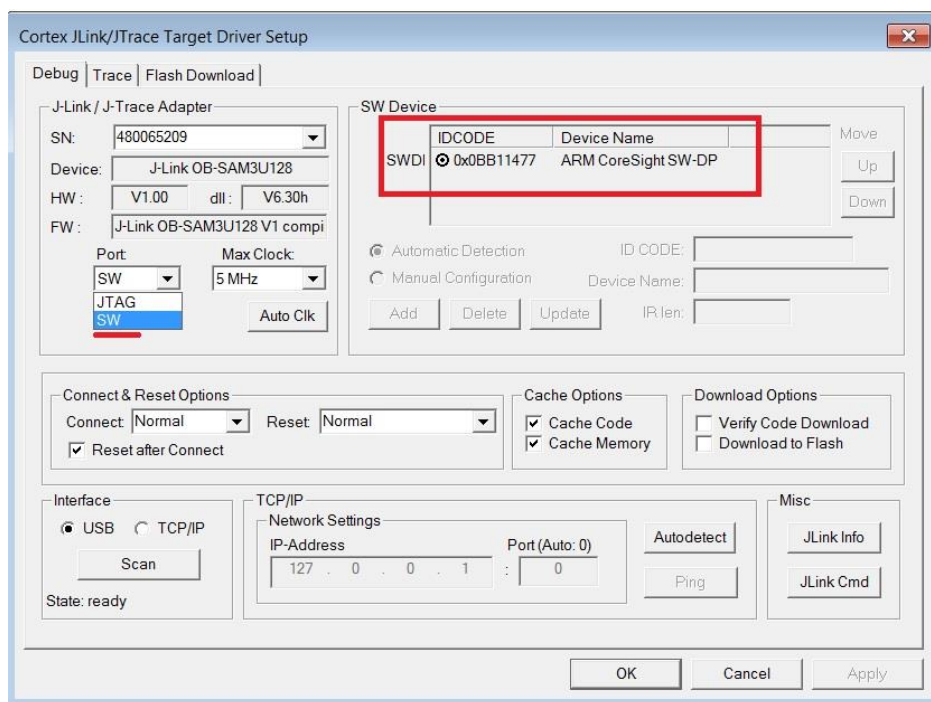 Cortex JLink/JTrace Target Driver Setup
Debug Trace Flash Download
J-Link / J-Trace Adapter
SN: 480065209
Device: J-Link OB-SAM3U128
HW : V1.00 dll : V6.30h
FW : J-Link OB-SAM3U128 V1 compi
Port: Max Clock:
SW 5 MHz
JTAG
SW
Auto Clk
SW Device
IDCODE Device Name
SWDI 0x0BB11477 ARM CoreSight SW-DP
Move
Up
Down
Automatic Detection ID CODE:
Manual Configuration Device Name:
Add Delete Update IR len:
Connect & Reset Options
Connect: Normal Reset: Normal
Reset after Connect
Cache Options
Cache Code
Cache Memory
Download Options
Verify Code Download
Download to Flash
Interface
USB TCP/IP
Scan
State: ready
TCP/IP
Network Settings
IP-Address Port (Auto: 0)
127 . 0 . 0 . 1 : 0
Autodetect
Ping
Misc
JLink Info
JLink Cmd
OK Cancel Apply